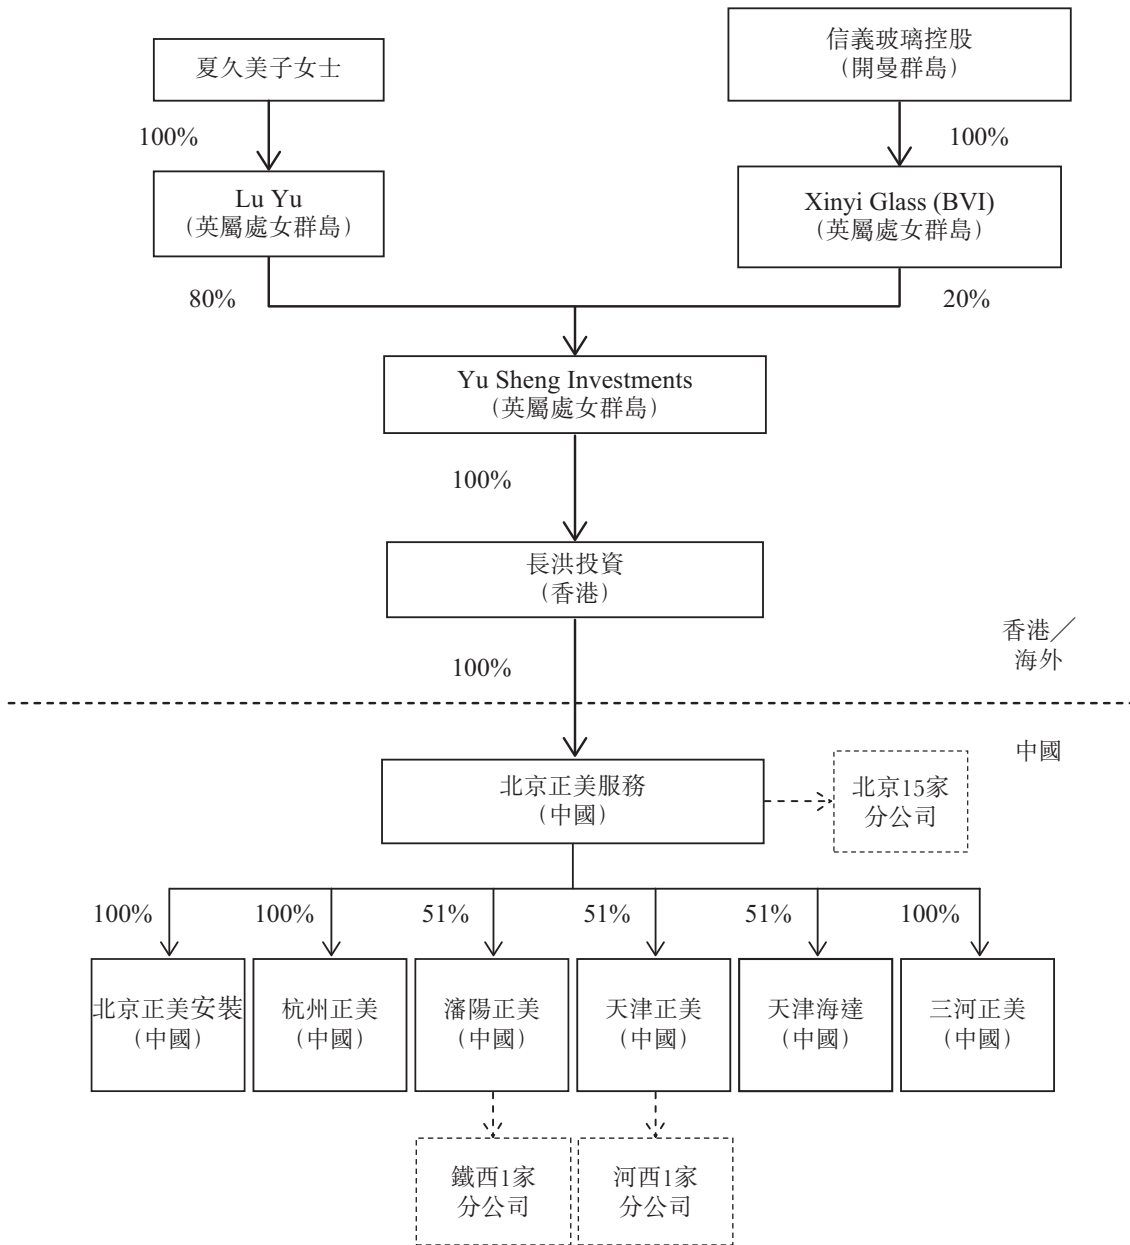 夏久美子女士
信義玻璃控股
（開曼群島）
100%
100%
Lu Yu
（英屬處女群島）
Xinyi Glass (BVI)
（英屬處女群島）
80%
20%
Yu Sheng Investments
（英屬處女群島）
100%
長洪投資
（香港）
香港／
海外
100%
中國
北京正美服務
（中國）
北京15家
分公司
100%
100%
51%
51%
51%
100%
北京正美安裝
（中國）
杭州正美
（中國）
瀋陽正美
（中國）
天津正美
（中國）
天津海達
（中國）
三河正美
（中國）
鐵西1家
分公司
河西1家
分公司